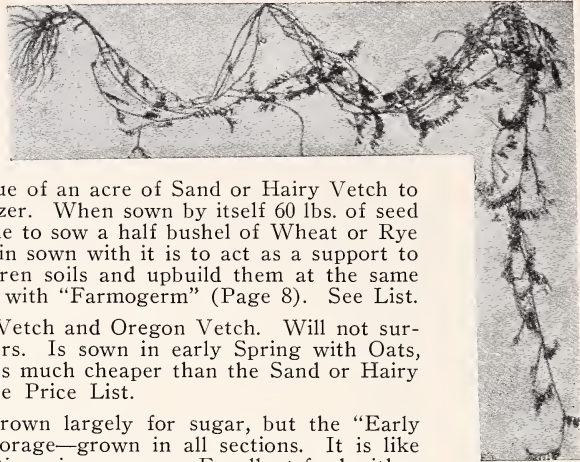 ue of an acre of Sand or Hairy Vetch to
zer. When sown by itself 60 lbs. of seed
e to sow a half bushel of Wheat or Rye
in sown with it is to act as a support to
ren soils and upbuild them at the same
with “Farmogerm” (Page 8). See List.
Vetch and Oregon Vetch. Will not sur-
rs. Is sown in early Spring with Oats,
s much cheaper than the Sand or Hairy
e Price List.
rown largely for sugar, but the “Early
orage—grown in all sections. It is like